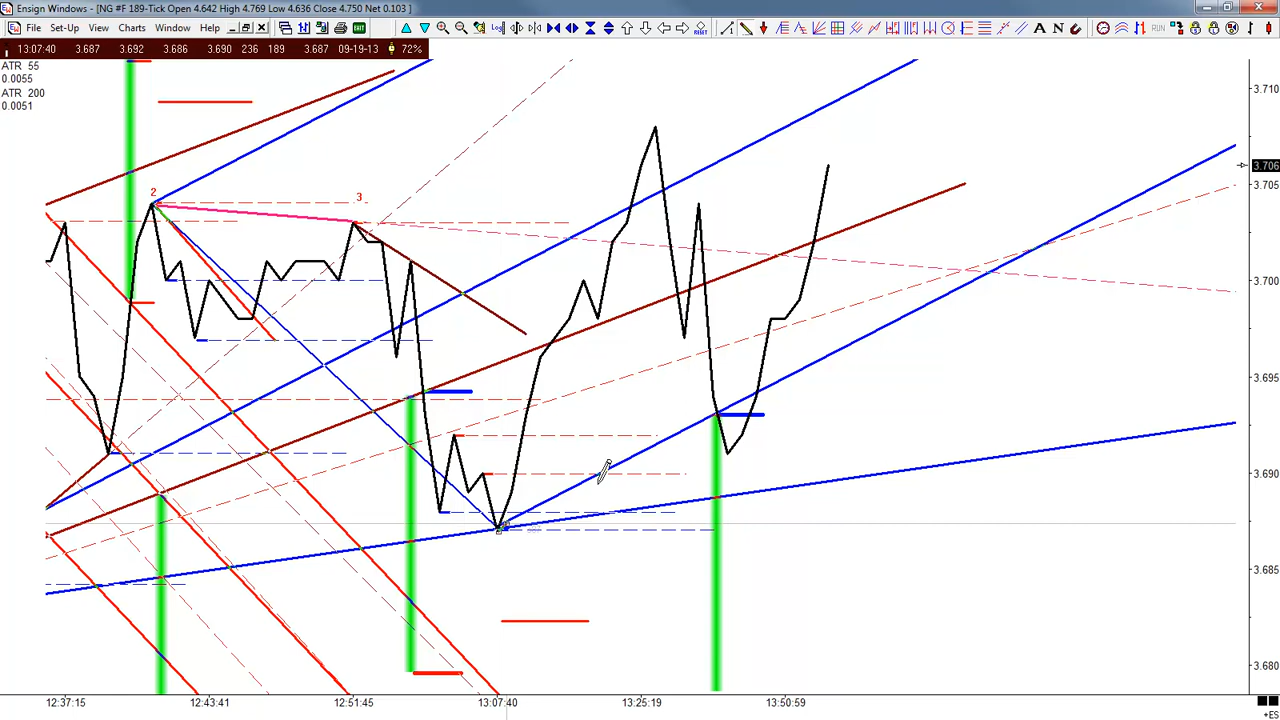 Ensign Windows - [NG #F 189-Tick Open 4.642 High 4.769 Low 4.636 Close 4.750 Net 0.103 ]
File Set-Up Windows Charts Window Help
13:07:40 3.687 3.692 3.686 3.690 236 189 3.687 09-19-13 72%
ATR 55
0.0055
ATR 200
0.0051
2
3
3.710
3.706
3.705
3.700
3.695
3.690
3.685
3.680
12:37:15 12:43:41 12:51:45 13:07:40 13:25:19 13:50:59
+ES